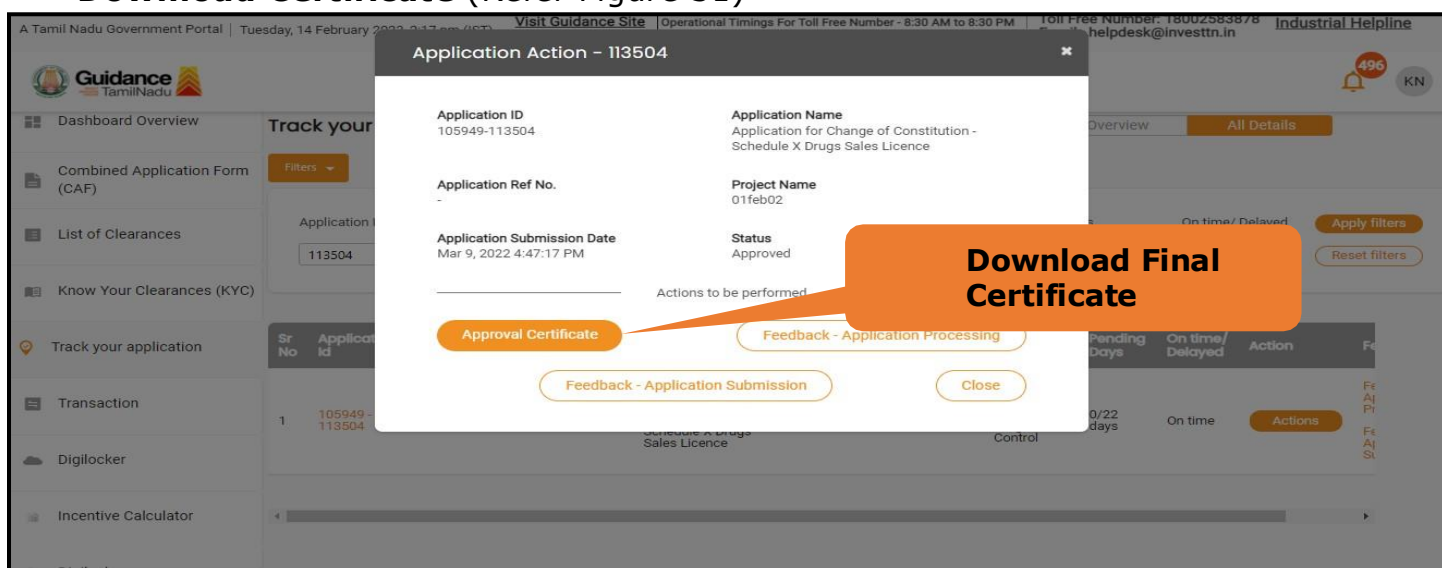 Download Certificate (Refer Figure 31)
A Tamil Nadu Government Portal | Tuesday, 14 February
Visit Guidance Site
Operational Timings For Toll Free Number - 8:30 AM to 8:30 PM
Toll Free Number: 18002583878
helpdesk@investtn.in
Industrial Helpline
Guidance
TamilNadu
496
KN
Application Action - 113504
Application ID
105949-113504
Application Name
Application for Change of Constitution -
Schedule X Drugs Sales Licence
Application Ref No.
-
Project Name
01feb02
Application Submission Date
Mar 9, 2022 4:47:17 PM
Status
Approved
Actions to be performed
Approval Certificate
Feedback - Application Processing
Feedback - Application Submission
Close
Download Final
Certificate
Dashboard Overview
Combined Application Form
(CAF)
List of Clearances
Know Your Clearances (KYC)
Track your application
Transaction
Digilocker
Incentive Calculator
Track your
Overview
All Details
Filters
Application
113504
On time/ Delayed
Apply filters
Reset filters
Sr
No
Id
Pending
Days
On time/
Delayed
Action
1
105949 -
113504
Schedule X Drugs
Sales Licence
Control
0/22
days
On time
Actions